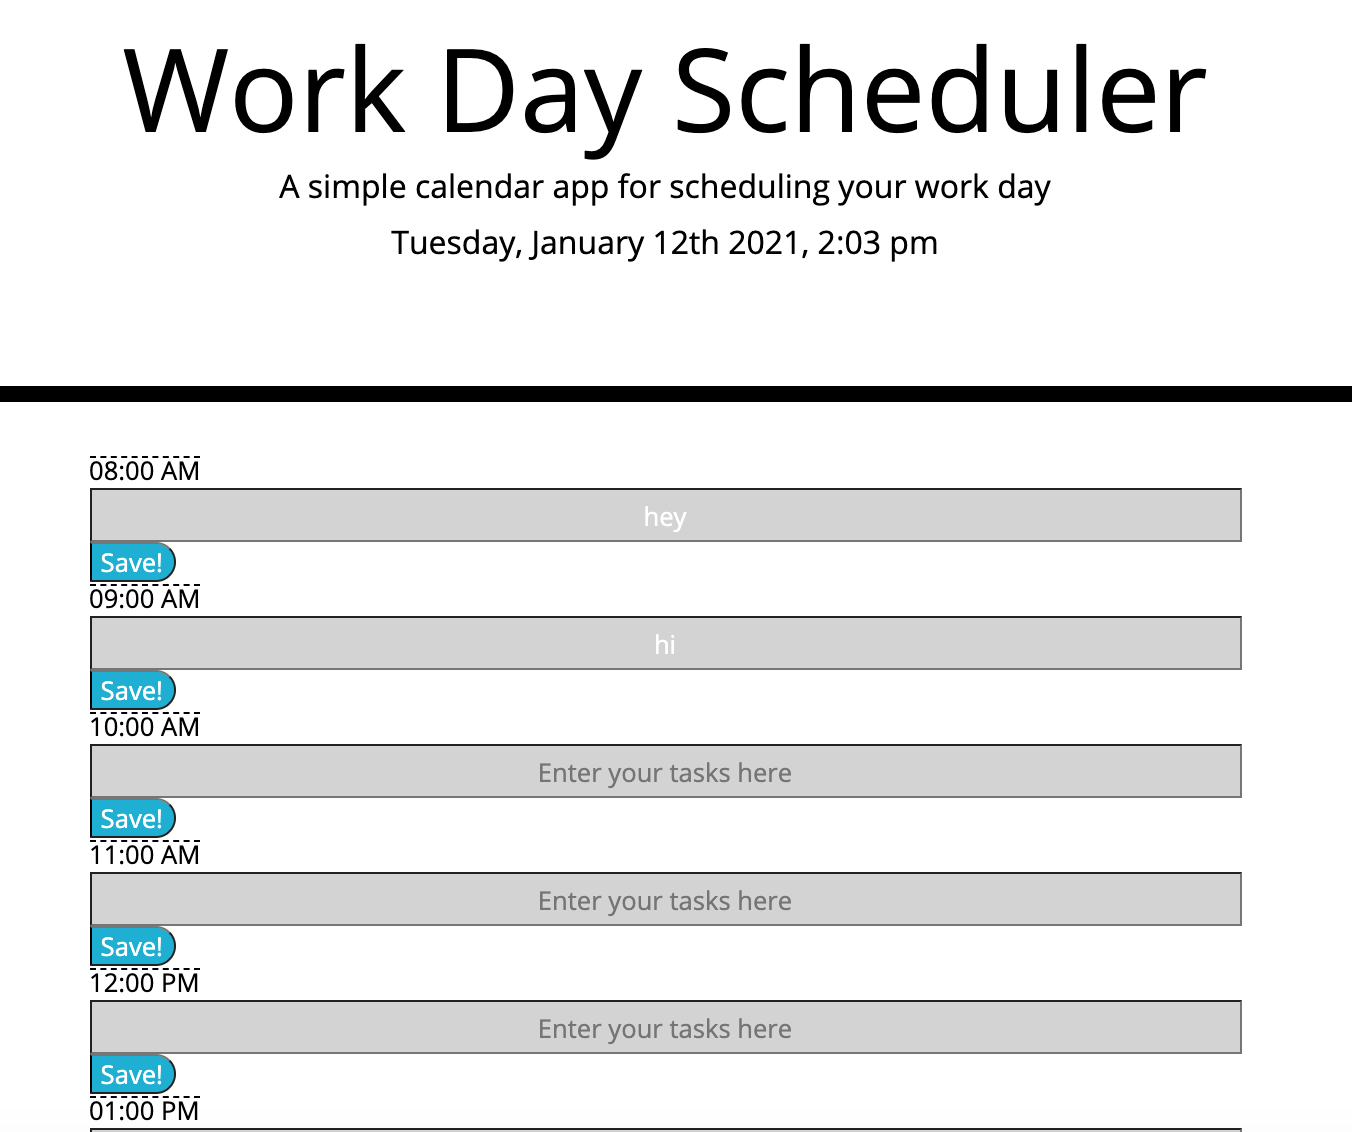 Work Day Scheduler
A simple calendar app for scheduling your work day
Tuesday, January 12th 2021, 2:03 pm
08:00 AM
hey
Save!
09:00 AM
hi
Save!
10:00 AM
Enter your tasks here
Save!
11:00 AM
Enter your tasks here
Save!
12:00 PM
Enter your tasks here
Save!
01:00 PM